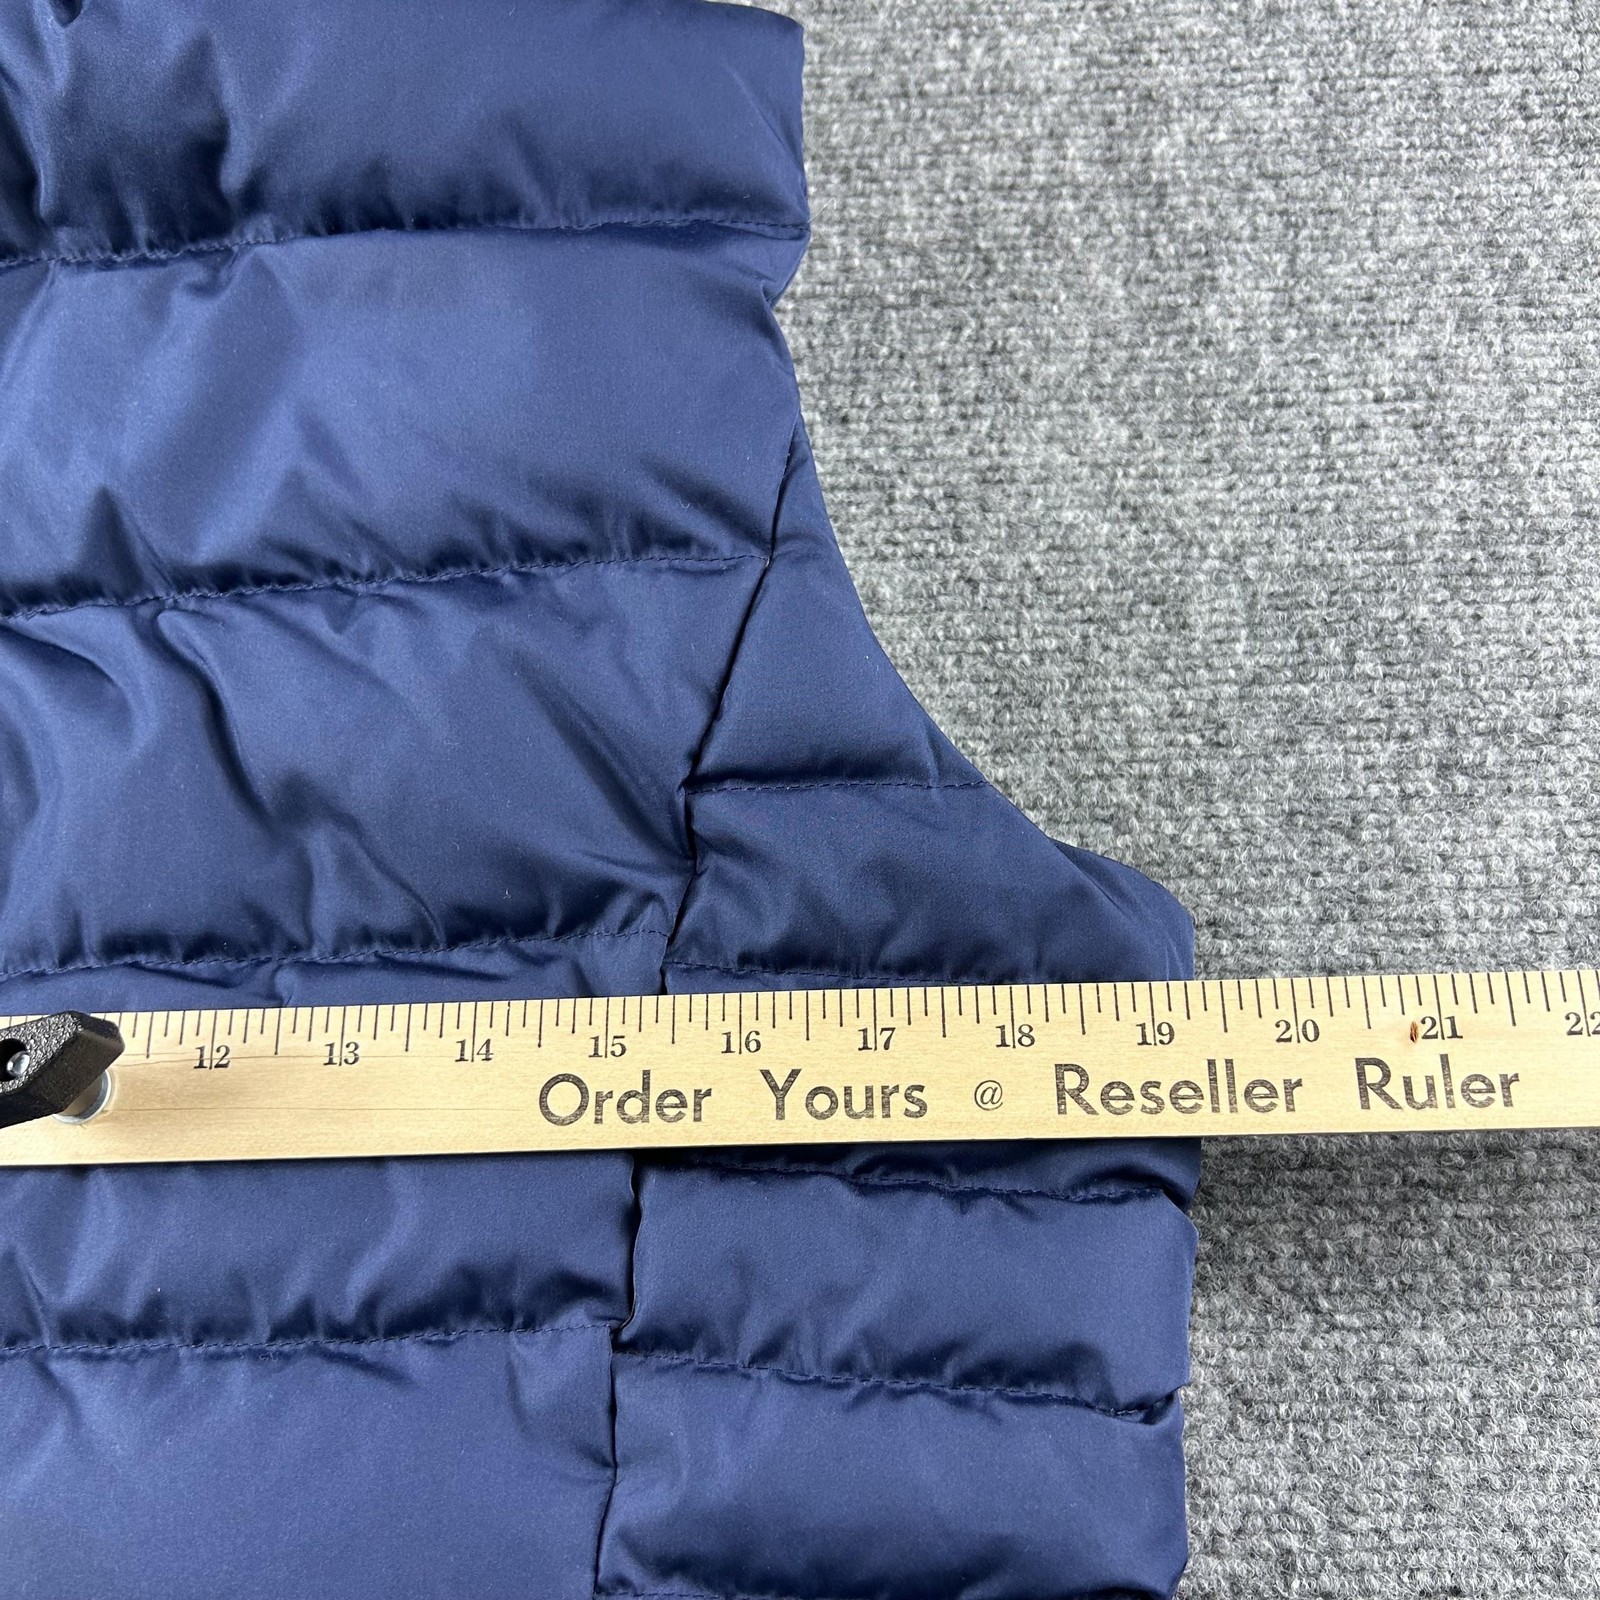 12 13 14 15 16 17 18 19 20 21 22
Order Yours @ Reseller Ruler